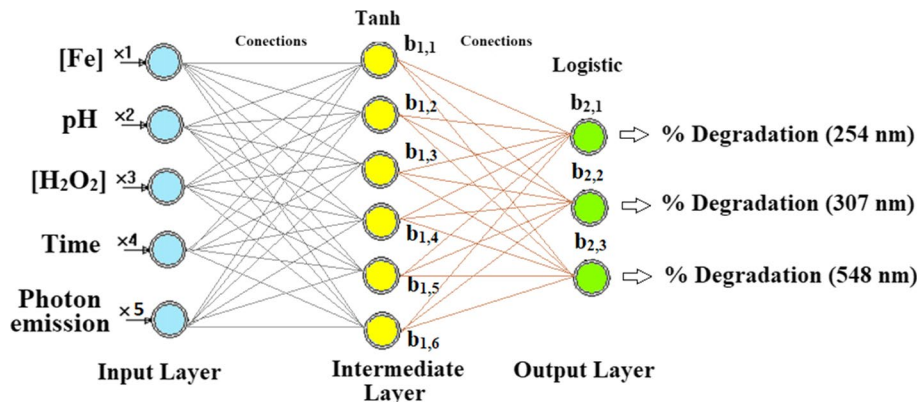 Tanh
Conections
Conections
b1,1
[Fe] ×1
Logistic
b1,2
b2,1
pH ×2
% Degradation (254 nm)
b1,3
b2,2
[H₂O₂] ×3
% Degradation (307 nm)
b1,4
b2,3
Time ×4
% Degradation (548 nm)
b1,5
Photon
emission ×5
b1,6
Input Layer
Intermediate
Layer
Output Layer